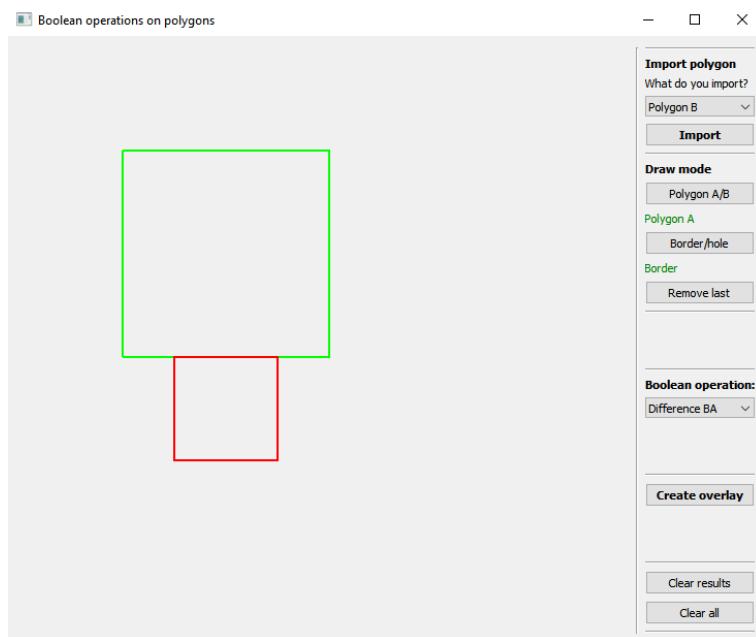 Boolean operations on polygons
Import polygon
What do you import?
Polygon B
Import
Draw mode
Polygon A/B
Polygon A
Border/hole
Border
Remove last
Boolean operation:
Difference BA
Create overlay
Clear results
Clear all